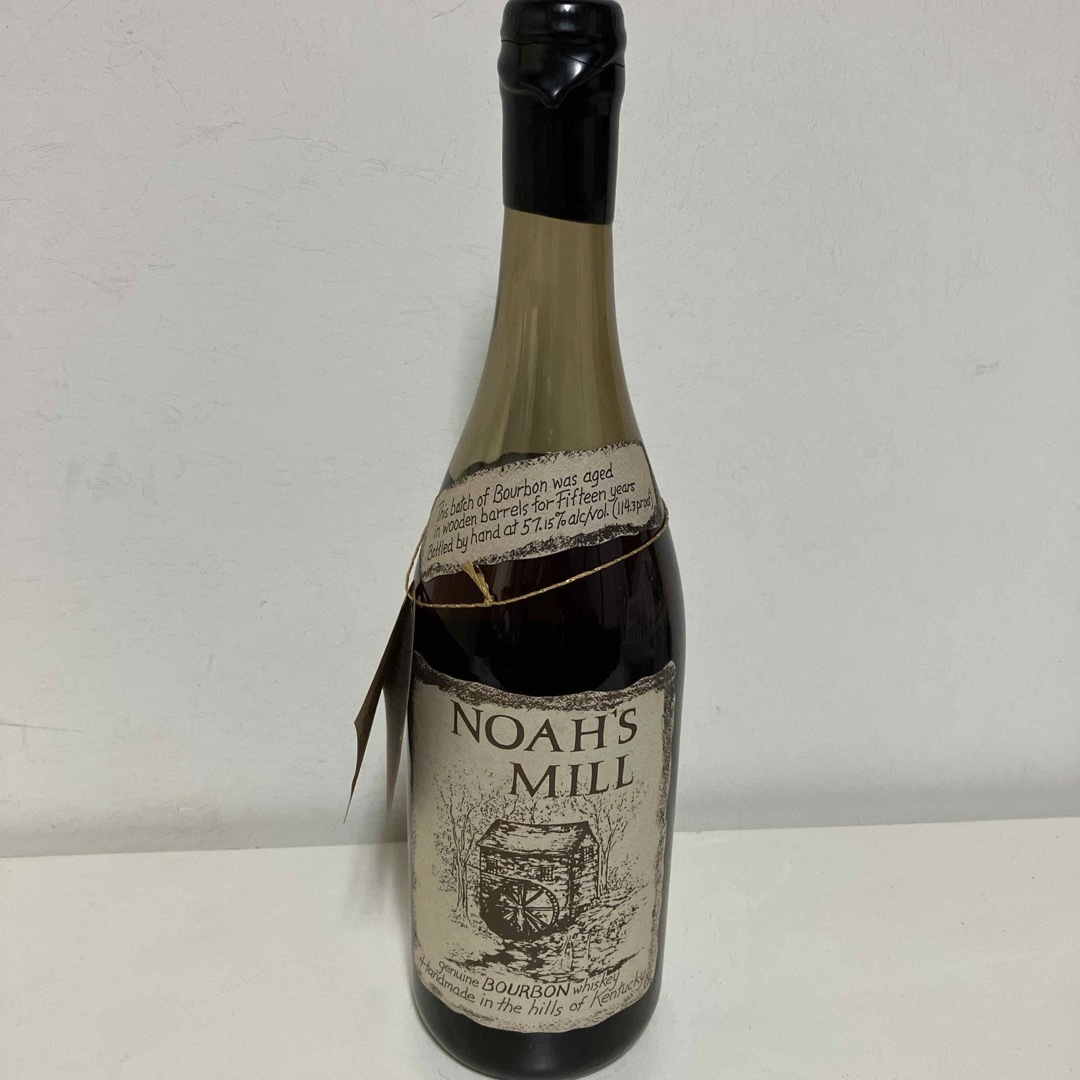 This batch of Bourbon was aged
in wooden barrels for Fifteen years
Bottled by hand at 57.15% alc/vol. (114.3 proof)
NOAH'S
MILL
genuine BOURBON whiskey
Handmade in the hills of Kentucky